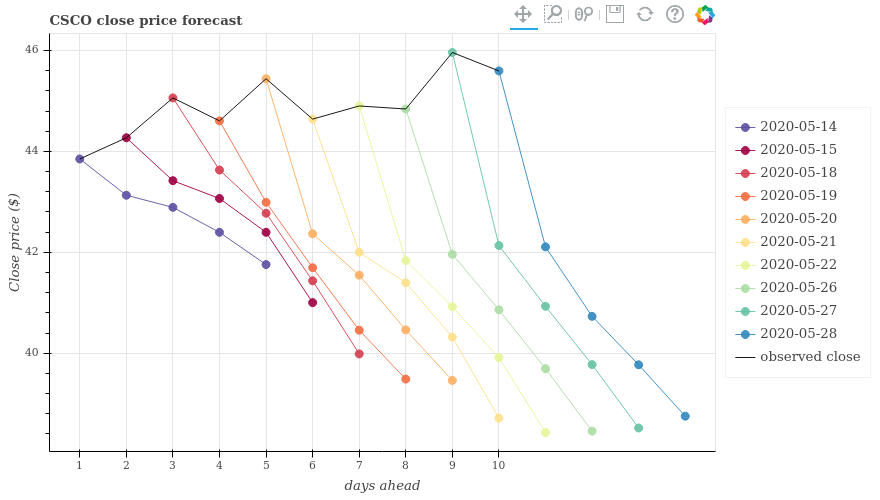 CSCO close price forecast
46
44
42
40
Close price ($)
1 2 3 4 5 6 7 8 9 10
days ahead
2020-05-14
2020-05-15
2020-05-18
2020-05-19
2020-05-20
2020-05-21
2020-05-22
2020-05-26
2020-05-27
2020-05-28
observed close